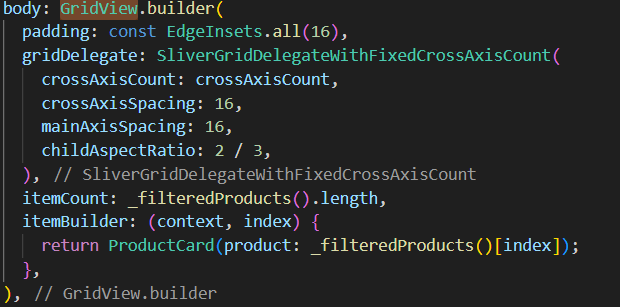 body: GridView.builder(
  padding: const EdgeInsets.all(16),
  gridDelegate: SliverGridDelegateWithFixedCrossAxisCount(
    crossAxisCount: crossAxisCount,
    crossAxisSpacing: 16,
    mainAxisSpacing: 16,
    childAspectRatio: 2 / 3,
  ), // SliverGridDelegateWithFixedCrossAxisCount
  itemCount: _filteredProducts().length,
  itemBuilder: (context, index) {
    return ProductCard(product: _filteredProducts()[index]);
  },
), // GridView.builder